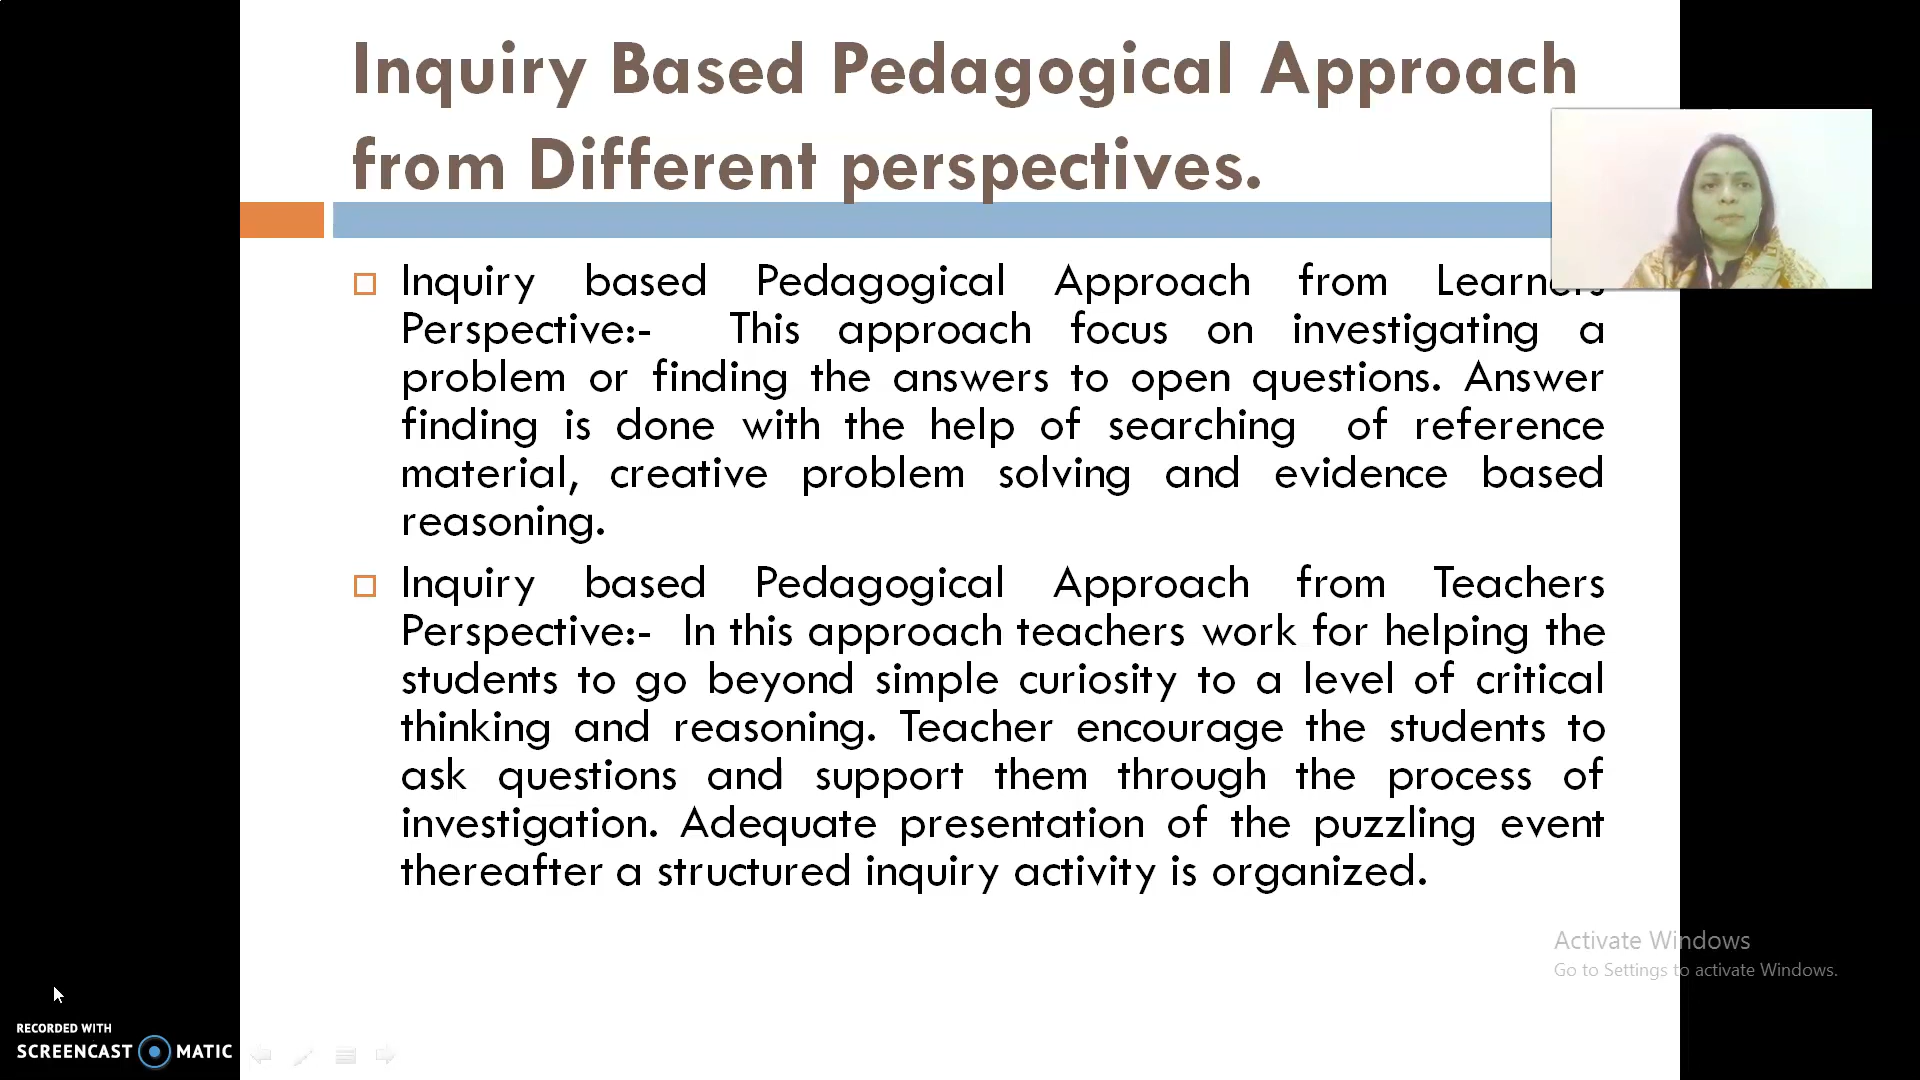 Inquiry Based Pedagogical Approach
from Different perspectives.
Inquiry based Pedagogical Approach from Learners
Perspective:- This approach focus on investigating a
problem or finding the answers to open questions. Answer
finding is done with the help of searching of reference
material, creative problem solving and evidence based
reasoning.
Inquiry based Pedagogical Approach from Teachers
Perspective:- In this approach teachers work for helping the
students to go beyond simple curiosity to a level of critical
thinking and reasoning. Teacher encourage the students to
ask questions and support them through the process of
investigation. Adequate presentation of the puzzling event
thereafter a structured inquiry activity is organized.
Activate Windows
Go to Settings to activate Windows.
RECORDED WITH
SCREENCAST MATIC